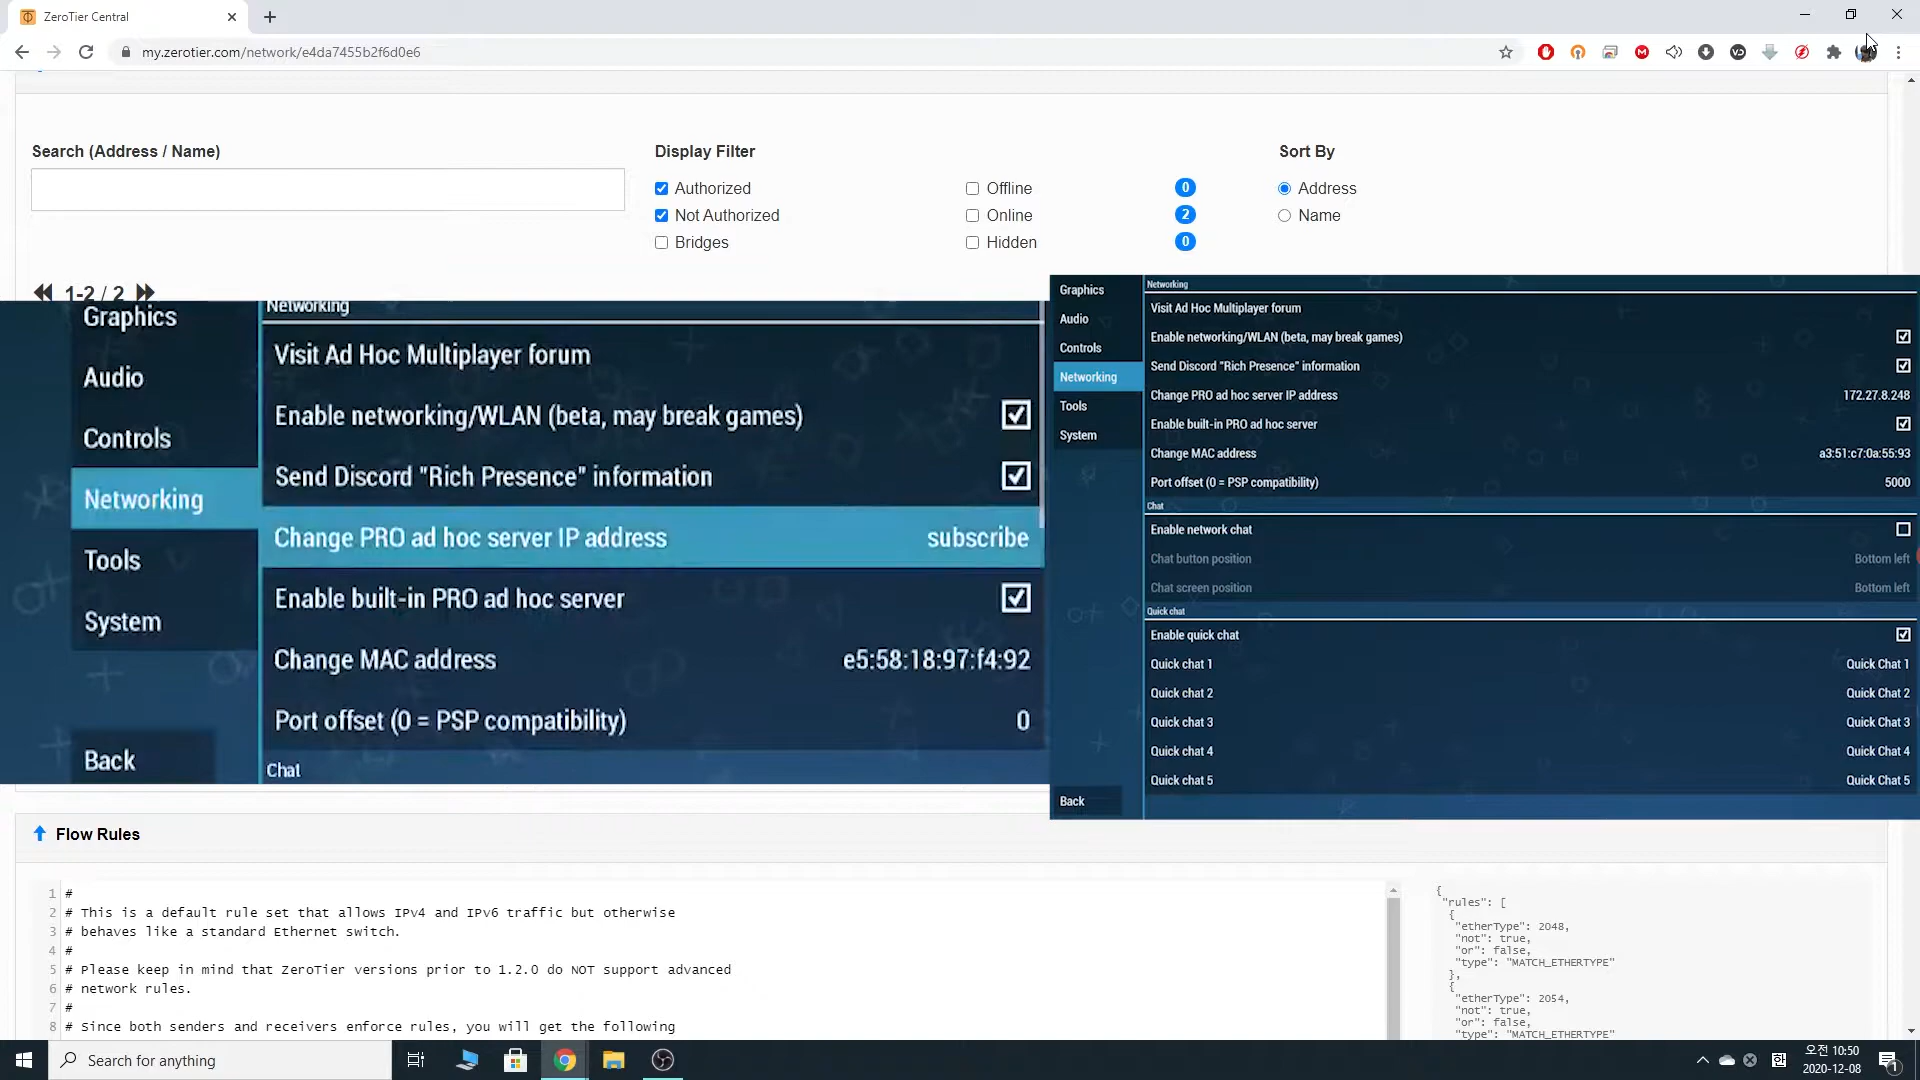 ZeroTier Central
my.zerotier.com/network/e4da7455b2f6d0e6
Search (Address / Name)
Display Filter
Sort By
Authorized
Offline
0
Address
Not Authorized
Online
2
Name
Bridges
Hidden
0
1-2 / 2
Graphics
Audio
Controls
Networking
Tools
System
Back
Networking
Visit Ad Hoc Multiplayer forum
Enable networking/WLAN (beta, may break games)
Send Discord "Rich Presence" information
Change PRO ad hoc server IP address subscribe
Enable built-in PRO ad hoc server
Change MAC address e5:58:18:97:f4:92
Port offset (0 = PSP compatibility) 0
Chat
Graphics
Audio
Controls
Networking
Tools
System
Back
Networking
Visit Ad Hoc Multiplayer forum
Enable networking/WLAN (beta, may break games)
Send Discord "Rich Presence" information
Change PRO ad hoc server IP address 172.27.8.248
Enable built-in PRO ad hoc server
Change MAC address a3:51:c7:0a:55:93
Port offset (0 = PSP compatibility) 5000
Chat
Enable network chat
Chat button position Bottom left
Chat screen position Bottom left
Quick chat
Enable quick chat
Quick chat 1 Quick Chat 1
Quick chat 2 Quick Chat 2
Quick chat 3 Quick Chat 3
Quick chat 4 Quick Chat 4
Quick chat 5 Quick Chat 5
Flow Rules
1 #
2 # This is a default rule set that allows IPv4 and IPv6 traffic but otherwise
3 # behaves like a standard Ethernet switch.
4 #
5 # Please keep in mind that ZeroTier versions prior to 1.2.0 do NOT support advanced
6 # network rules.
7 #
8 # Since both senders and receivers enforce rules, you will get the following
{
"rules": [
{
"etherType": 2048,
"not": true,
"or": false,
"type": "MATCH_ETHERTYPE"
},
{
"etherType": 2054,
"not": true,
"or": false,
"type": "MATCH_ETHERTYPE"
Search for anything
오전 10:50
2020-12-08
1